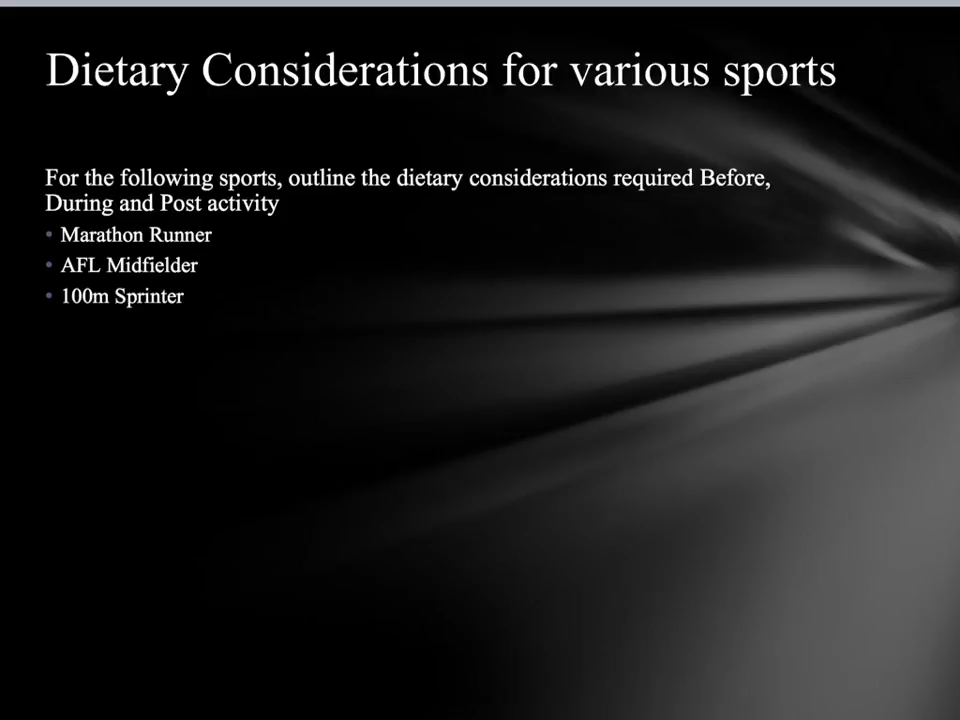 Dietary Considerations for various sports
For the following sports, outline the dietary considerations required Before,
During and Post activity
• Marathon Runner
• AFL Midfielder
• 100m Sprinter